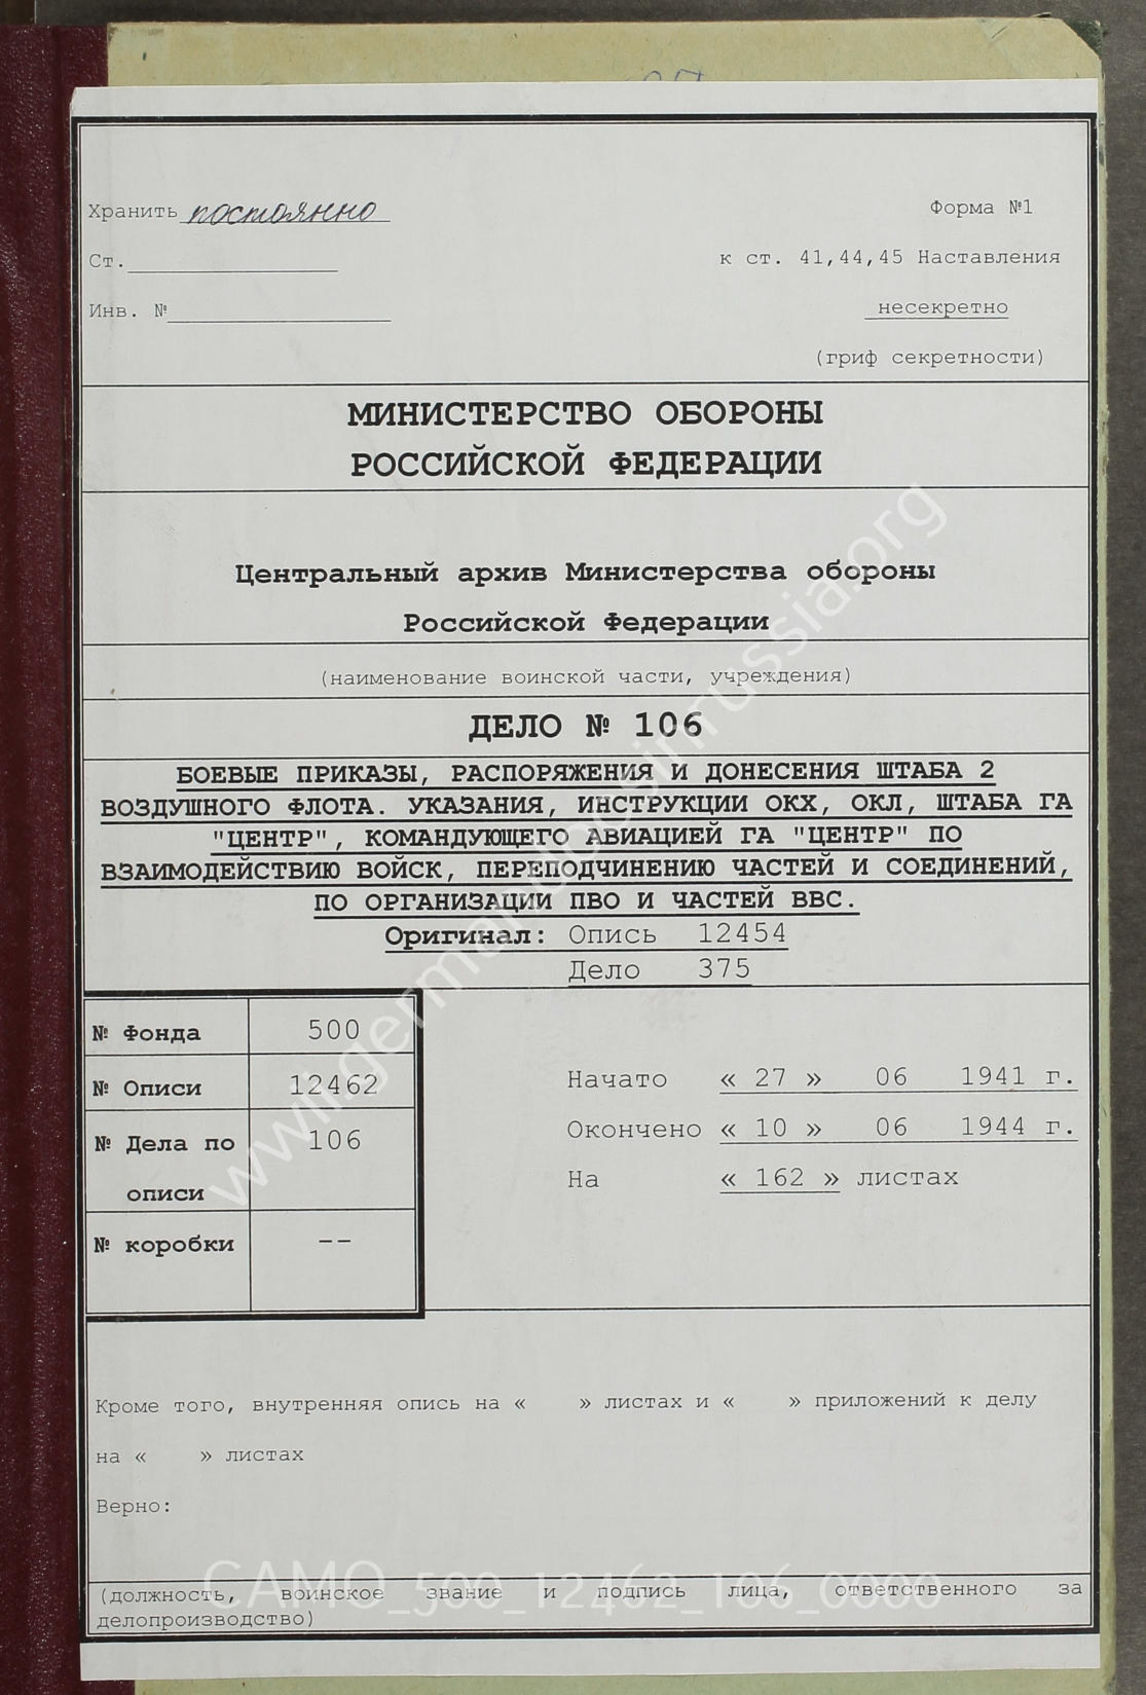 Хранить постоянно
Форма №1
Ст.
к ст. 41,44,45 Наставления
Инв. №
несекретно
(гриф секретности)
МИНИСТЕРСТВО ОБОРОНЫ
РОССИЙСКОЙ ФЕДЕРАЦИИ
Центральный архив Министерства обороны
Российской Федерации
(наименование воинской части, учреждения)
ДЕЛО № 106
БОЕВЫЕ ПРИКАЗЫ, РАСПОРЯЖЕНИЯ И ДОНЕСЕНИЯ ШТАБА 2
ВОЗДУШНОГО ФЛОТА. УКАЗАНИЯ, ИНСТРУКЦИИ ОКХ, ОКЛ, ШТАБА ГА
"ЦЕНТР", КОМАНДУЮЩЕГО АВИАЦИЕЙ ГА "ЦЕНТР" ПО
ВЗАИМОДЕЙСТВИЮ ВОЙСК, ПЕРЕПОДЧИНЕНИЮ ЧАСТЕЙ И СОЕДИНЕНИЙ,
ПО ОРГАНИЗАЦИИ ПВО И ЧАСТЕЙ ВВС.
Оригинал: Опись 12454
Дело 375
№ Фонда 500
№ Описи 12462
№ Дела по 106
описи
№ коробки --
Начато « 27 » 06 1941 г.
Окончено « 10 » 06 1944 г.
На « 162 » листах
Кроме того, внутренняя опись на « » листах и « » приложений к делу
на « » листах
Верно:
(должность, воинское звание и подпись лица, ответственного за
делопроизводство)
wwii.germandocsinrussia.org
CAMO_500_12462_106_0000